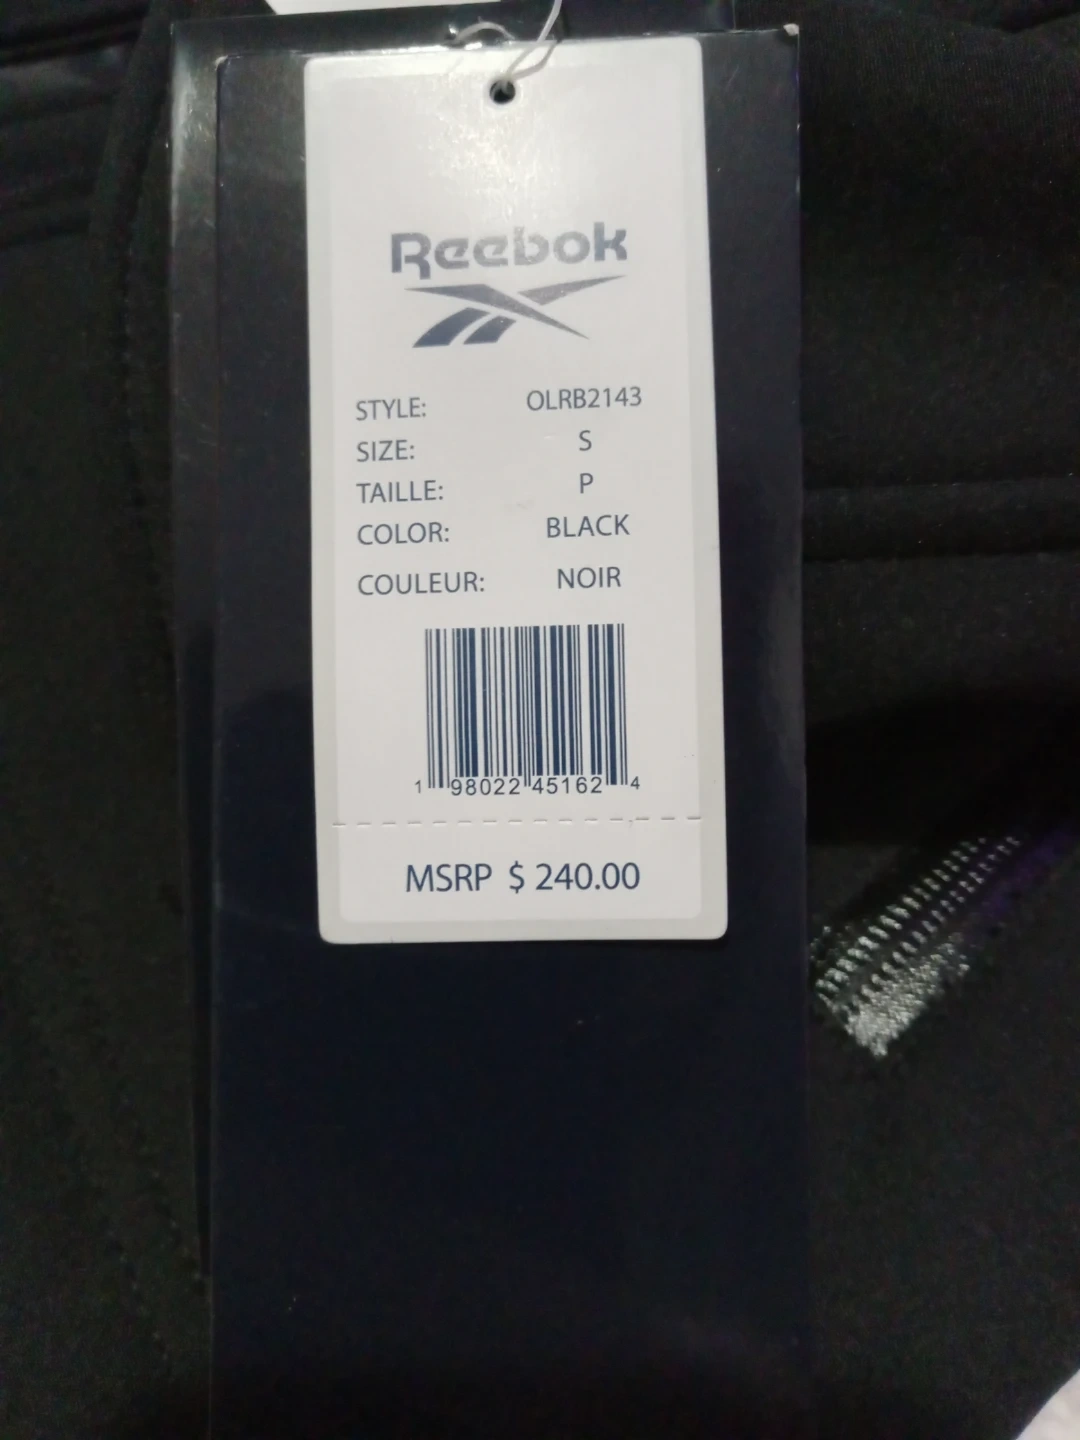 Reebok
STYLE: OLRB2143
SIZE: S
TAILLE: P
COLOR: BLACK
COULEUR: NOIR
1 98022 45162 4
MSRP $ 240.00